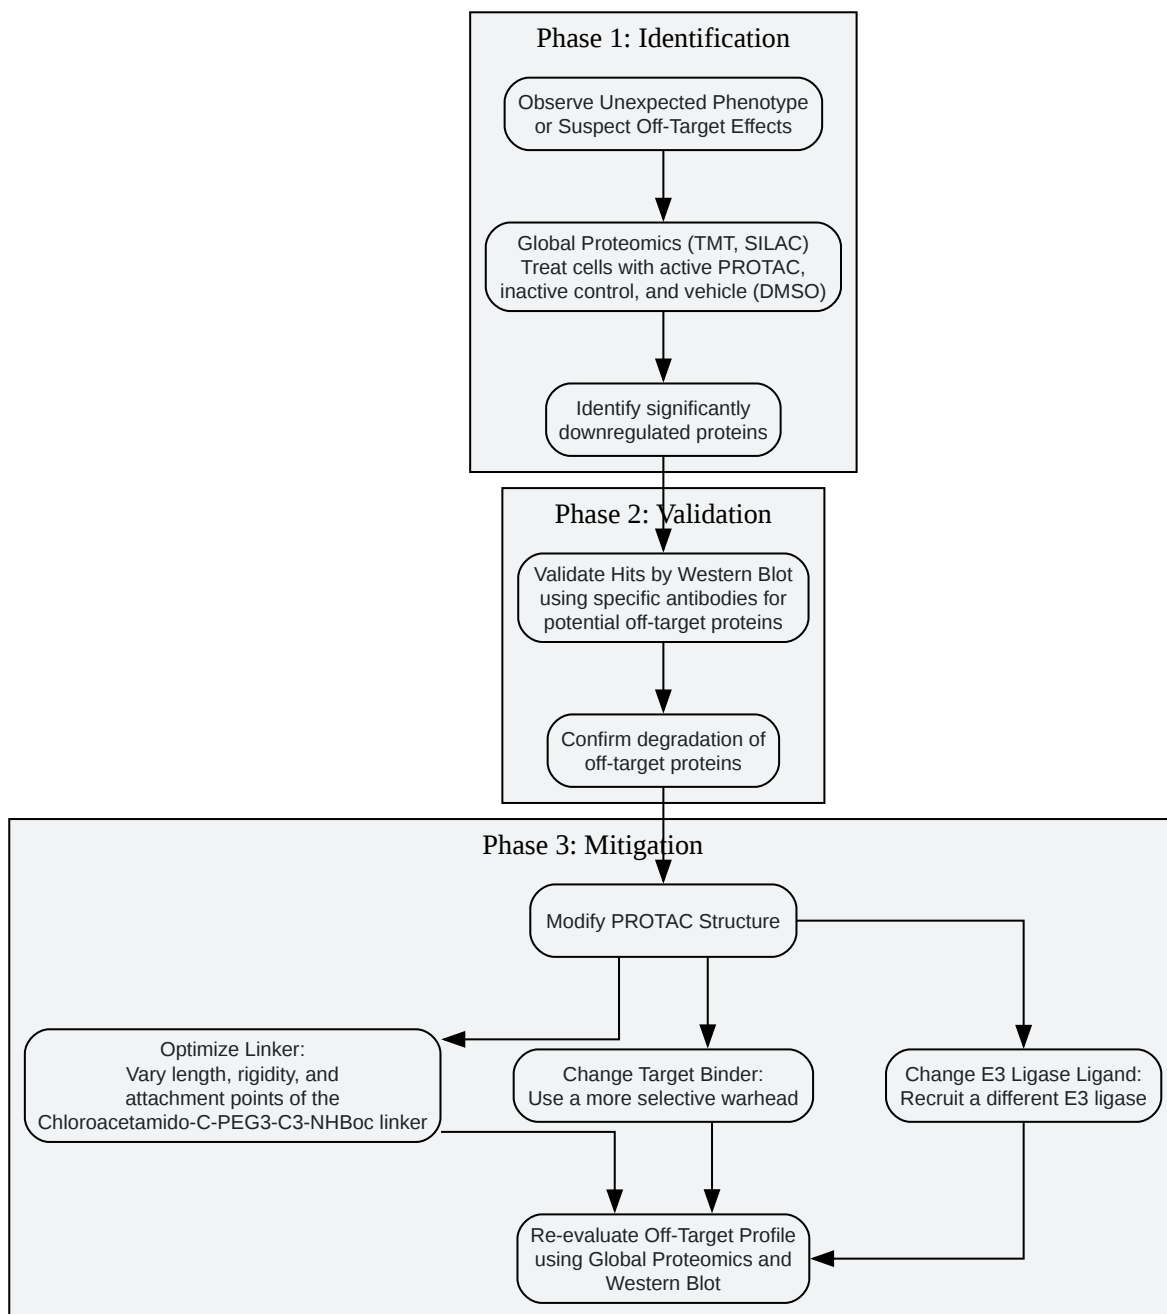 Phase 1: Identification
Observe Unexpected Phenotype
or Suspect Off-Target Effects
Global Proteomics (TMT, SILAC)
Treat cells with active PROTAC,
inactive control, and vehicle (DMSO)
Identify significantly
downregulated proteins
Phase 2: Validation
Validate Hits by Western Blot
using specific antibodies for
potential off-target proteins
Confirm degradation of
off-target proteins
Phase 3: Mitigation
Modify PROTAC Structure
Optimize Linker:
Vary length, rigidity, and
attachment points of the
Chloroacetamido-C-PEG3-C3-NHBoc linker
Change Target Binder:
Use a more selective warhead
Change E3 Ligase Ligand:
Recruit a different E3 ligase
Re-evaluate Off-Target Profile
using Global Proteomics and
Western Blot